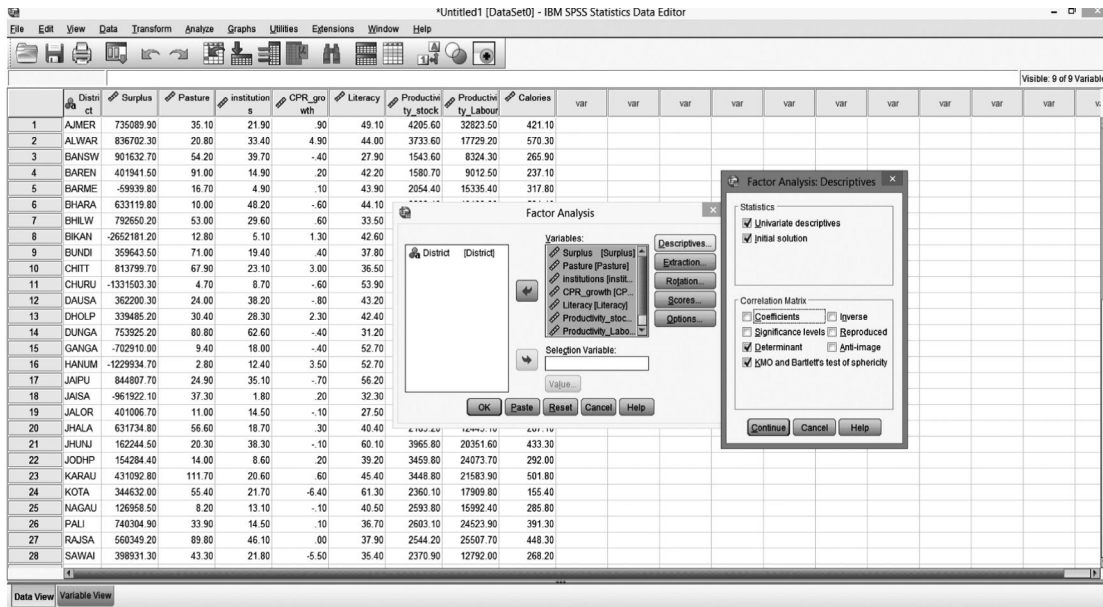 *Untitled1 [DataSet0] - IBM SPSS Statistics Data Editor
File Edit View Data Transform Analyze Graphs Utilities Extensions Window Help
Visible: 9 of 9 Variable
District Surplus Pasture institutions CPR_growth Literacy Productivity_stock Productivity_Labour Calories var var var var var var var
1 AJMER 735089.90 35.10 21.90 .90 49.10 4205.60 32823.50 421.10
2 ALWAR 836702.30 20.80 33.40 4.90 44.00 3733.60 17729.20 570.30
3 BANSW 901632.70 54.20 39.70 -.40 27.90 1543.60 8324.30 265.90
4 BAREN 401941.50 91.00 14.90 .20 42.20 1580.70 9012.50 237.10
5 BARME -59939.80 16.70 4.90 .10 43.90 2054.40 15335.40 317.80
6 BHARA 633119.80 10.00 48.20 -.60 44.10
7 BHILW 792650.20 53.00 29.60 .60 33.50
8 BIKAN -2652181.20 12.80 5.10 1.30 42.60
9 BUNDI 359643.50 71.00 19.40 .40 37.80
10 CHITT 813799.70 67.90 23.10 3.00 36.50
11 CHURU -1331503.30 4.70 8.70 -.60 53.90
12 DAUSA 362200.30 24.00 38.20 -.80 43.20
13 DHOLP 339485.20 30.40 28.30 2.30 42.40
14 DUNGA 753925.20 80.80 62.60 -.40 31.20
15 GANGA -702910.00 9.40 18.00 -.40 52.70
16 HANUM -1229934.70 2.80 12.40 3.50 52.70
17 JAIPU 844807.70 24.90 35.10 -.70 56.20
18 JAISA -961922.10 37.30 1.80 .20 32.30
19 JALOR 401006.70 11.00 14.50 -.10 27.50
20 JHALA 631734.80 56.60 18.70 .30 40.40
21 JHUNJ 162244.50 20.30 38.30 -.10 60.10 3965.80 20351.60 433.30
22 JODHP 154284.40 14.00 8.60 .20 39.20 3459.80 24073.70 292.00
23 KARAU 431092.80 111.70 20.60 .60 45.40 3448.80 21583.90 501.80
24 KOTA 344632.00 55.40 21.70 -6.40 61.30 2360.10 17909.80 155.40
25 NAGAU 126958.50 8.20 13.10 -.10 40.50 2593.80 15992.40 285.80
26 PALI 740304.90 33.90 14.50 .10 36.70 2603.10 24523.90 391.30
27 RAJSA 560349.20 89.80 46.10 .00 37.90 2544.20 25507.70 448.30
28 SAWAI 398931.30 43.30 21.80 -5.50 35.40 2370.90 12792.00 268.20
Data View Variable View
Factor Analysis
District [District]
Variables:
Surplus [Surplus]
Pasture [Pasture]
institutions [instit...
CPR_growth [CP...
Literacy [Literacy]
Productivity_stoc...
Productivity_Labo...
Selection Variable:
Value...
Descriptives...
Extraction...
Rotation...
Scores...
Options...
OK Paste Reset Cancel Help
Factor Analysis: Descriptives
Statistics
Univariate descriptives
Initial solution
Correlation Matrix
Coefficients Inverse
Significance levels Reproduced
Determinant Anti-image
KMO and Bartlett's test of sphericity
Continue Cancel Help